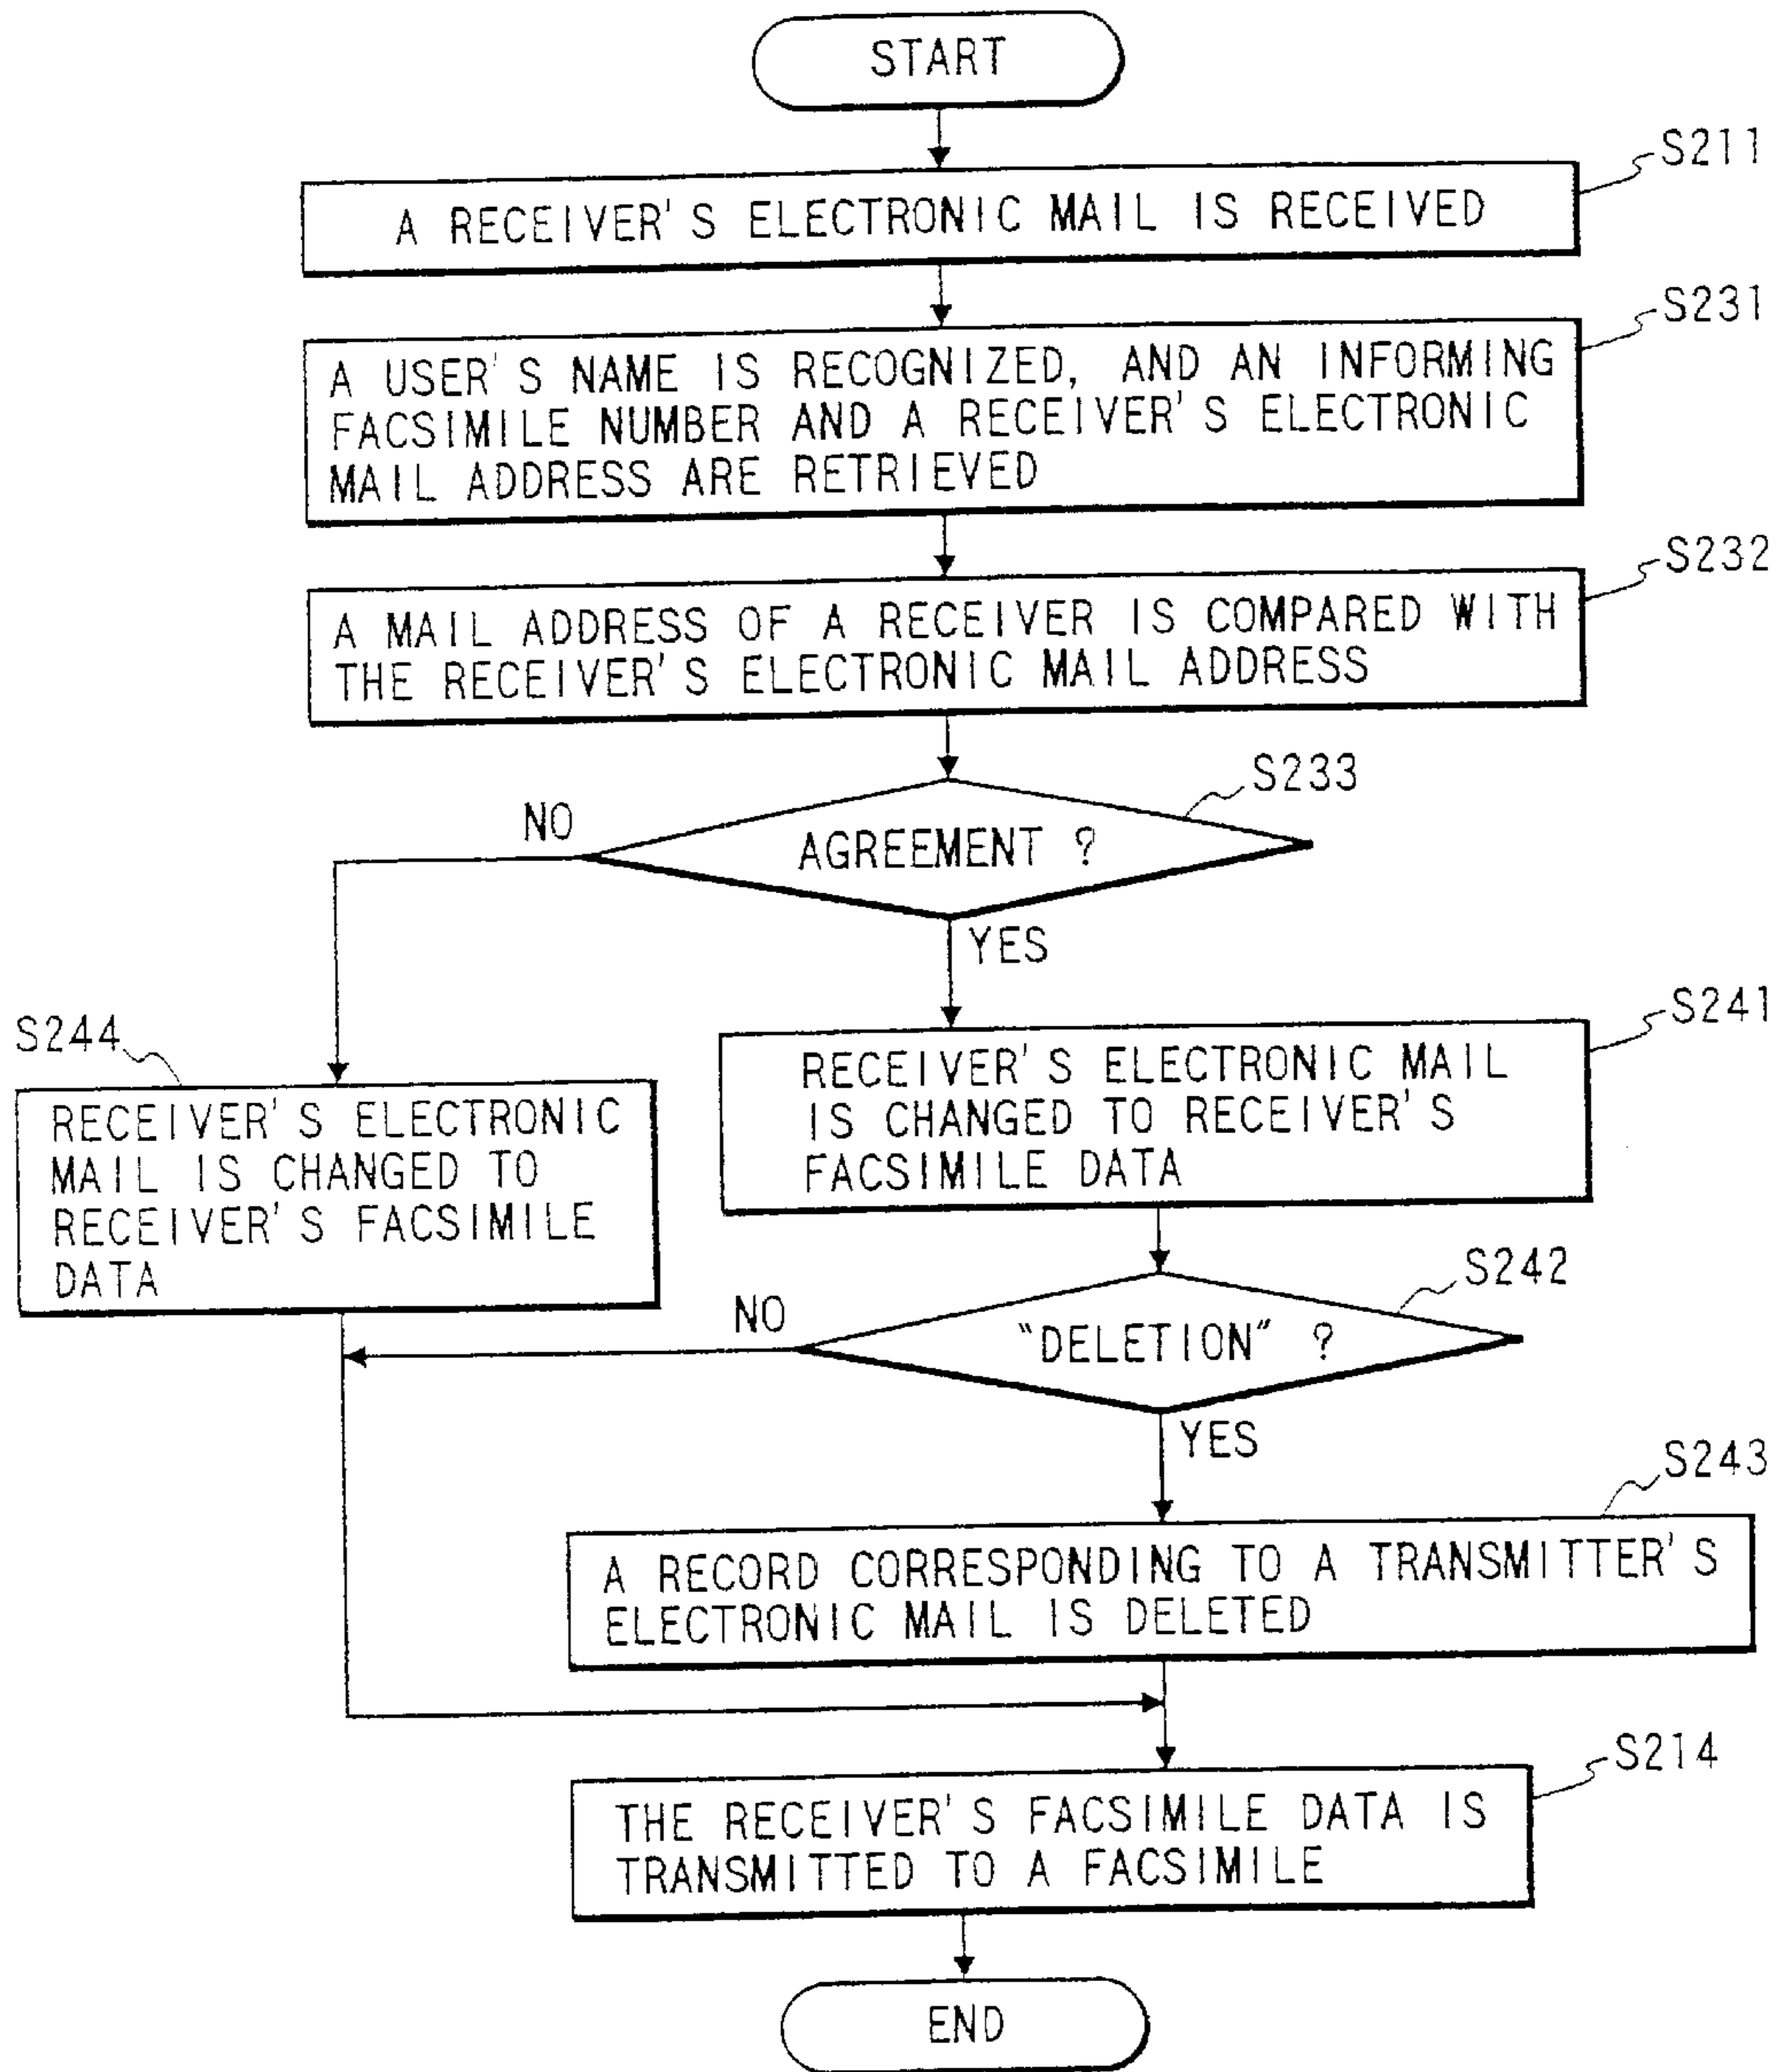 START
S211
A RECEIVER'S ELECTRONIC MAIL IS RECEIVED
S231
A USER'S NAME IS RECOGNIZED, AND AN INFORMING
FACSIMILE NUMBER AND A RECEIVER'S ELECTRONIC
MAIL ADDRESS ARE RETRIEVED
S232
A MAIL ADDRESS OF A RECEIVER IS COMPARED WITH
THE RECEIVER'S ELECTRONIC MAIL ADDRESS
S233
NO
AGREEMENT ?
YES
S244
RECEIVER'S ELECTRONIC
MAIL IS CHANGED TO
RECEIVER'S FACSIMILE
DATA
S241
RECEIVER'S ELECTRONIC MAIL
IS CHANGED TO RECEIVER'S
FACSIMILE DATA
S242
NO
"DELETION" ?
YES
S243
A RECORD CORRESPONDING TO A TRANSMITTER'S
ELECTRONIC MAIL IS DELETED
S214
THE RECEIVER'S FACSIMILE DATA IS
TRANSMITTED TO A FACSIMILE
END